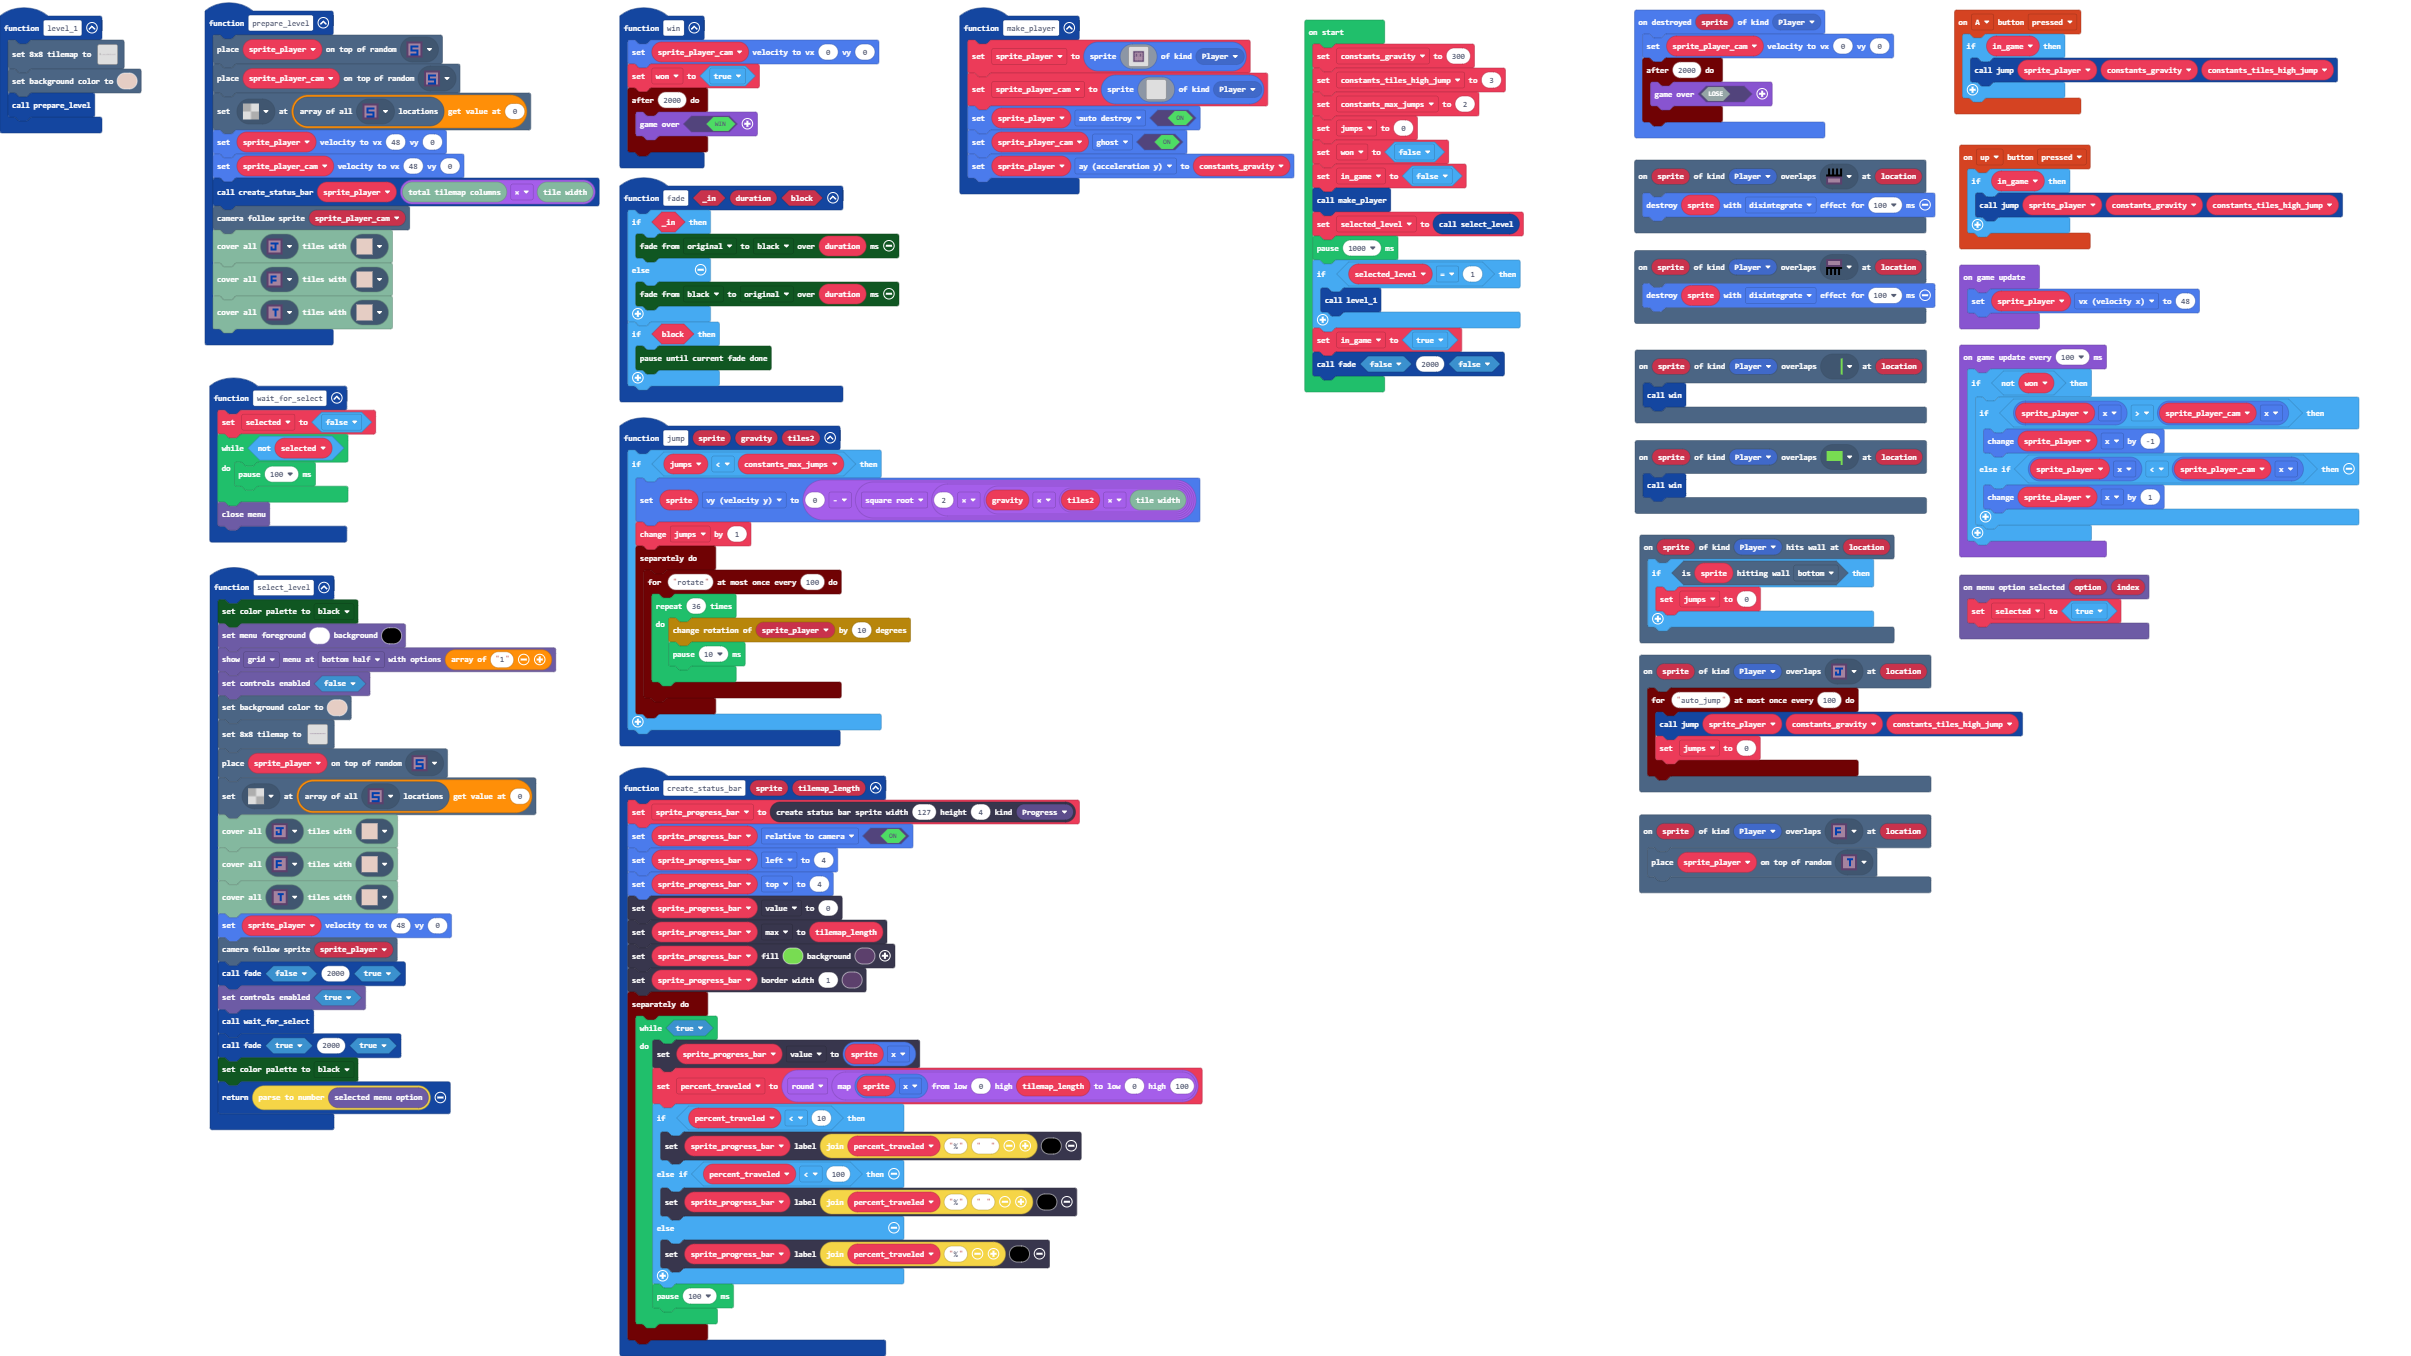 function level_1
set 8x8 tilemap to
set background color to
call prepare_level
function prepare_level
place sprite_player on top of random S
place sprite_player_cam on top of random S
set at array of all S locations get value at 0
set sprite_player velocity to vx 48 vy 0
set sprite_player_cam velocity to vx 48 vy 0
call create_status_bar sprite_player total tilemap columns × tile width
camera follow sprite sprite_player_cam
cover all J tiles with
cover all F tiles with
cover all T tiles with
function wait_for_select
set selected to false
while not selected
do pause 100 ms
close menu
function select_level
set color palette to black
set menu foreground background
show grid menu at bottom half with options array of "1"
set controls enabled false
set background color to
set 8x8 tilemap to
place sprite_player on top of random S
set at array of all S locations get value at 0
cover all J tiles with
cover all F tiles with
cover all T tiles with
set sprite_player velocity to vx 48 vy 0
camera follow sprite sprite_player
call fade false 2000 true
set controls enabled true
call wait_for_select
call fade true 2000 true
set color palette to black
return parse to number selected menu option
function win
set sprite_player_cam velocity to vx 0 vy 0
set won to true
after 2000 do
game over WIN
function fade _in duration block
if _in then
fade from original to black over duration ms
else
fade from black to original over duration ms
if block then
pause until current fade done
function jump sprite gravity tiles2
if jumps < constants_max_jumps then
set sprite vy (velocity y) to 0 - square root 2 × gravity × tiles2 × tile width
change jumps by 1
separately do
for "rotate" at most once every 100 do
repeat 36 times
do change rotation of sprite_player by 10 degrees
pause 10 ms
function create_status_bar sprite tilemap_length
set sprite_progress_bar to create status bar sprite width 127 height 4 kind Progress
set sprite_progress_bar relative to camera ON
set sprite_progress_bar left to 4
set sprite_progress_bar top to 4
set sprite_progress_bar value to 0
set sprite_progress_bar max to tilemap_length
set sprite_progress_bar fill background
set sprite_progress_bar border width 1
separately do
while true
do set sprite_progress_bar value to sprite x
set percent_traveled to round map sprite x from low 0 high tilemap_length to low 0 high 100
if percent_traveled < 10 then
set sprite_progress_bar label join percent_traveled "%" "  "
else if percent_traveled < 100 then
set sprite_progress_bar label join percent_traveled "%" " "
else
set sprite_progress_bar label join percent_traveled "%"
pause 100 ms
function make_player
set sprite_player to sprite of kind Player
set sprite_player_cam to sprite of kind Player
set sprite_player auto destroy ON
set sprite_player_cam ghost ON
set sprite_player ay (acceleration y) to constants_gravity
on start
set constants_gravity to 300
set constants_tiles_high_jump to 3
set constants_max_jumps to 2
set jumps to 0
set won to false
set in_game to false
call make_player
set selected_level to call select_level
pause 1000 ms
if selected_level = 1 then
call level_1
set in_game to true
call fade false 2000 false
on destroyed sprite of kind Player
set sprite_player_cam velocity to vx 0 vy 0
after 2000 do
game over LOSE
on sprite of kind Player overlaps at location
destroy sprite with disintegrate effect for 100 ms
on sprite of kind Player overlaps at location
destroy sprite with disintegrate effect for 100 ms
on sprite of kind Player overlaps at location
call win
on sprite of kind Player overlaps at location
call win
on sprite of kind Player hits wall at location
if is sprite hitting wall bottom then
set jumps to 0
on sprite of kind Player overlaps J at location
for "auto_jump" at most once every 100 do
call jump sprite_player constants_gravity constants_tiles_high_jump
set jumps to 0
on sprite of kind Player overlaps F at location
place sprite_player on top of random T
on A button pressed
if in_game then
call jump sprite_player constants_gravity constants_tiles_high_jump
on up button pressed
if in_game then
call jump sprite_player constants_gravity constants_tiles_high_jump
on game update
set sprite_player vx (velocity x) to 48
on game update every 100 ms
if not won then
if sprite_player x > sprite_player_cam x then
change sprite_player x by -1
else if sprite_player x < sprite_player_cam x then
change sprite_player x by 1
on menu option selected option index
set selected to true